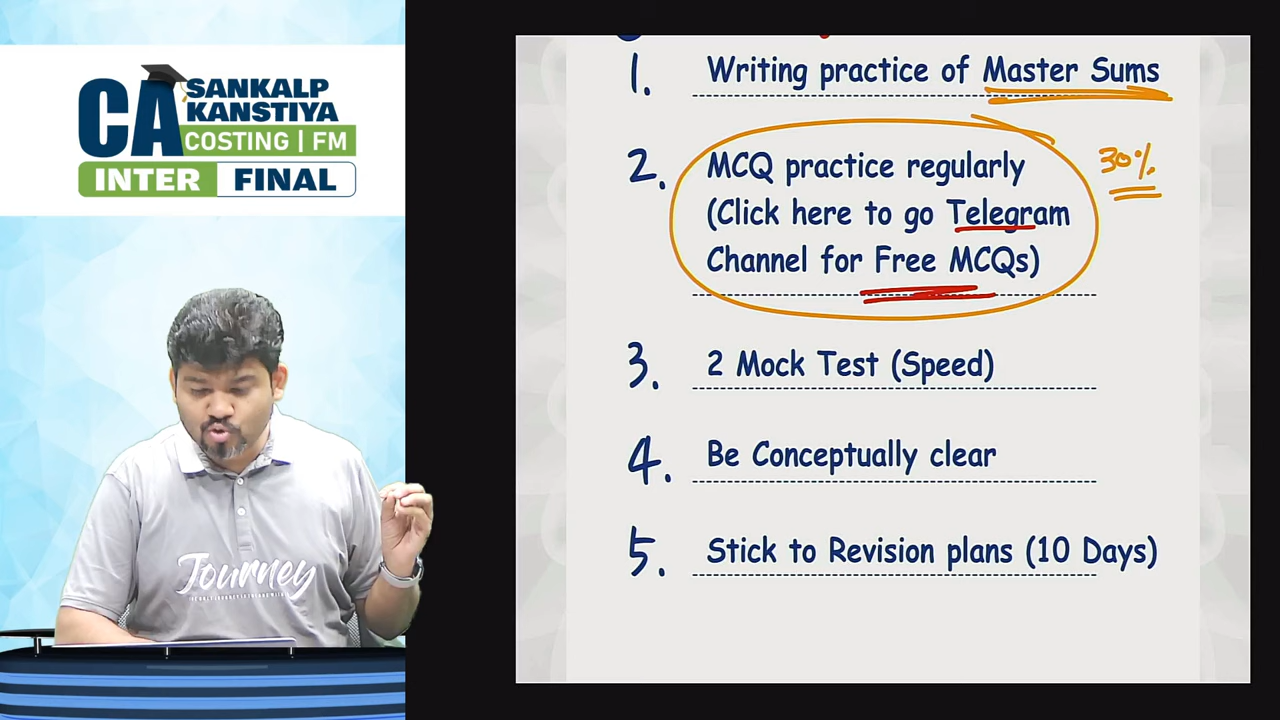 CA SANKALP
KANSTIYA
COSTING | FM
INTER FINAL
Journey
1. Writing practice of Master Sums
2. MCQ practice regularly 30%
(Click here to go Telegram
Channel for Free MCQs)
3. 2 Mock Test (Speed)
4. Be Conceptually clear
5. Stick to Revision plans (10 Days)